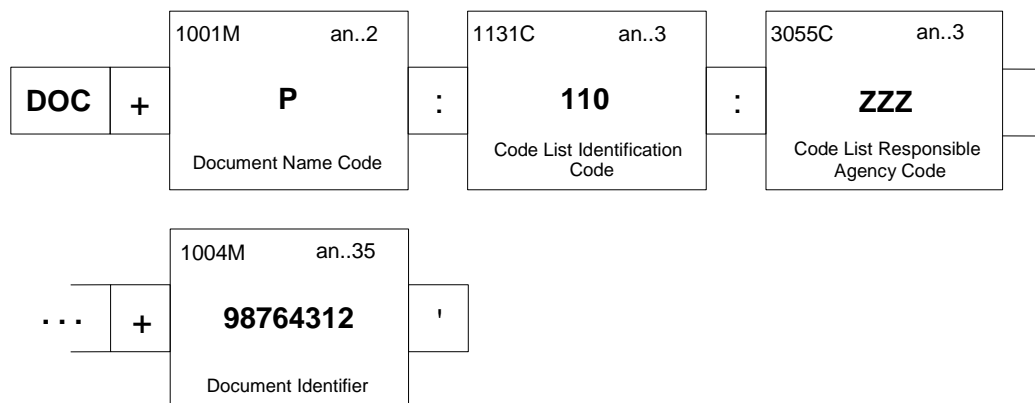 1001M an..2 1131C an..3 3055C an..3
DOC + P : 110 : ZZZ
Document Name Code Code List Identification Code Code List Responsible Agency Code
1004M an..35
... + 98764312 '
Document Identifier